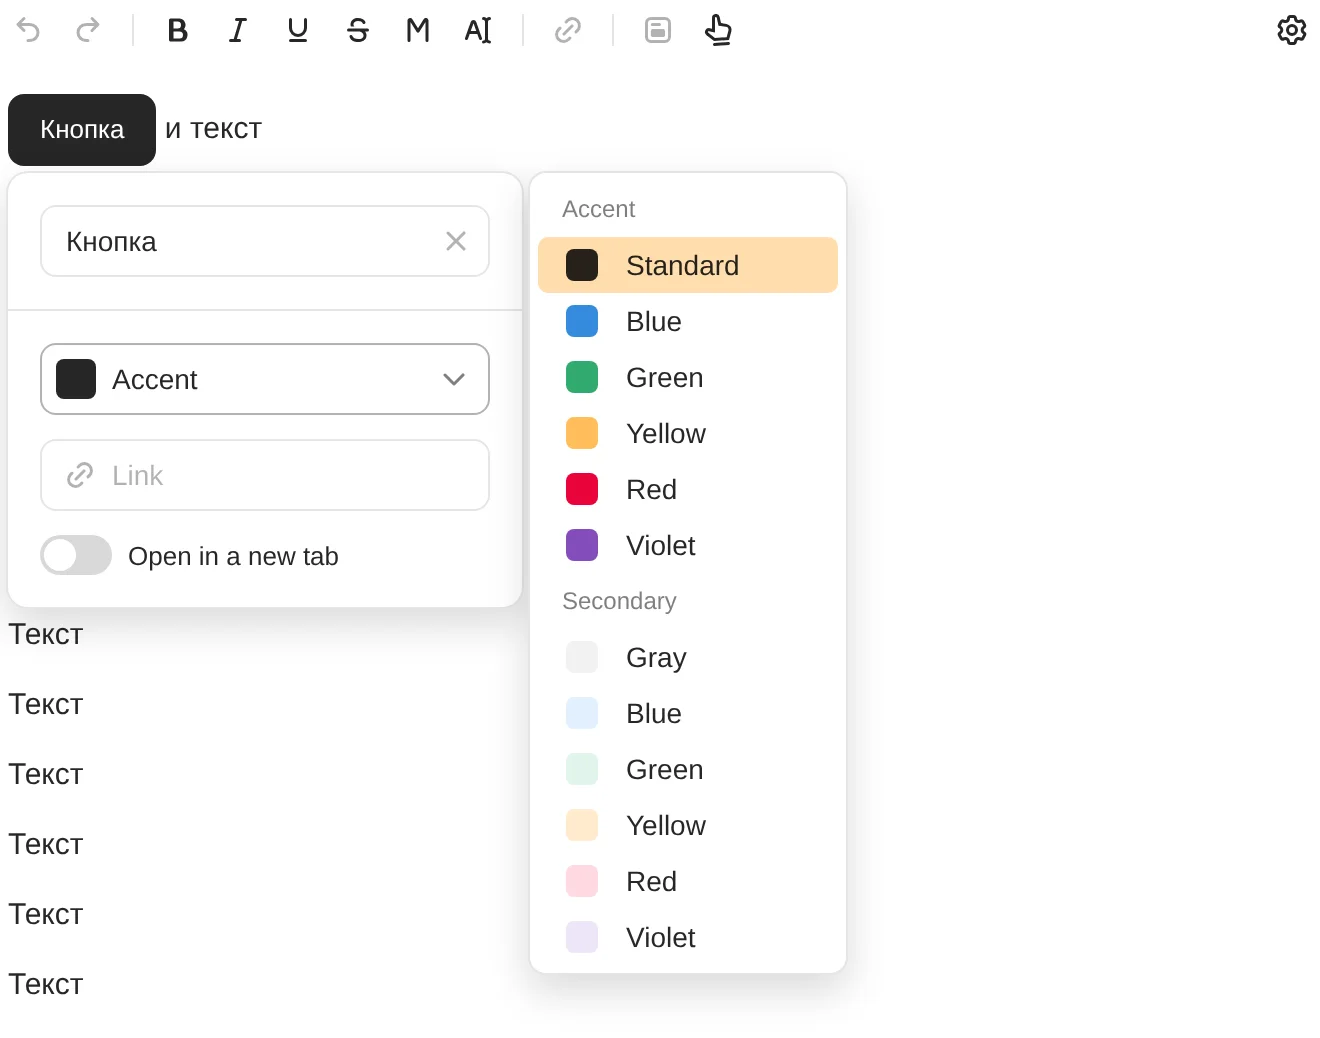 Кнопка и текст
Кнопка
Accent
Link
Open in a new tab
Accent
Standard
Blue
Green
Yellow
Red
Violet
Secondary
Gray
Blue
Green
Yellow
Red
Violet
Текст
Текст
Текст
Текст
Текст
Текст